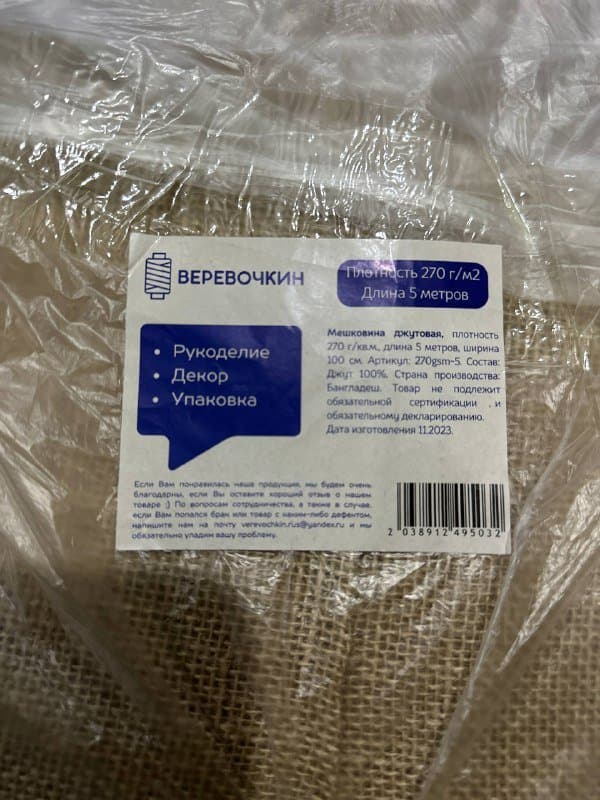 ВЕРЕВОЧКИН
Плотность 270 г/м2
Длина 5 метров
• Рукоделие
• Декор
• Упаковка
Мешковина джутовая, плотность
270 г/кв.м, длина 5 метров, ширина
100 см. Артикул: 270gsm-5. Состав:
Джут 100%. Страна производства:
Бангладеш. Товар не подлежит
обязательной сертификации и
обязательному декларированию.
Дата изготовления 11.2023.
Если Вам понравилась наша продукция, мы будем очень
благодарны, если Вы оставите хороший отзыв о нашем
товаре :) По вопросам сотрудничества, а также в случае,
если Вам попался брак или товар с каким-либо дефектом,
напишите нам на почту verevochkin.rus@yandex.ru и мы
обязательно уладим вашу проблему.
2 038912 495032